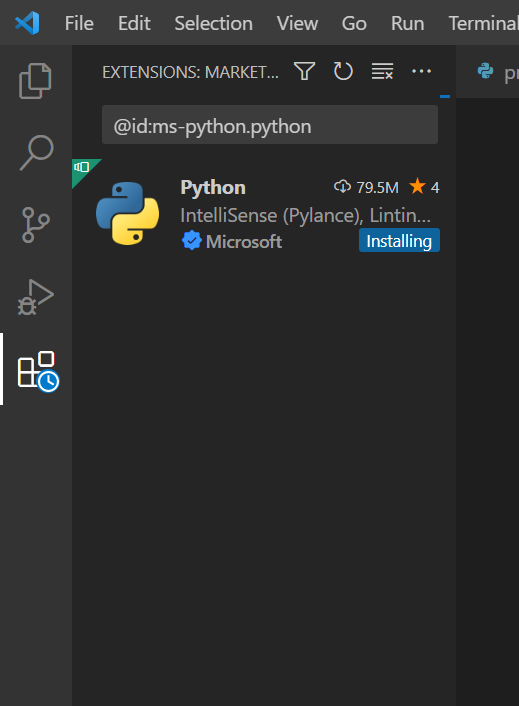 File Edit Selection View Go Run Terminal
EXTENSIONS: MARKET...
@id:ms-python.python
Python 79.5M 4
IntelliSense (Pylance), Lintin...
Microsoft Installing